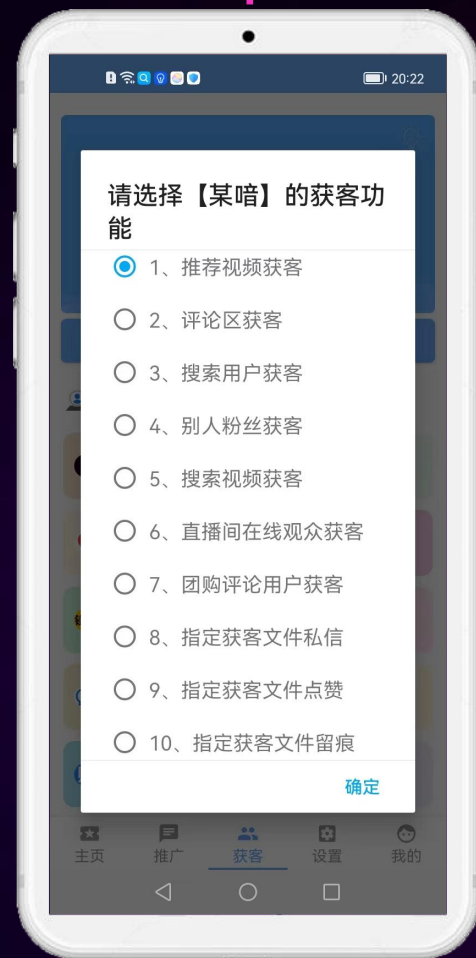 20:22
请选择【某喑】的获客功
能
1、推荐视频获客
2、评论区获客
3、搜索用户获客
4、别人粉丝获客
5、搜索视频获客
6、直播间在线观众获客
7、团购评论用户获客
8、指定获客文件私信
9、指定获客文件点赞
10、指定获客文件留痕
确定
主页 推广 获客 设置 我的